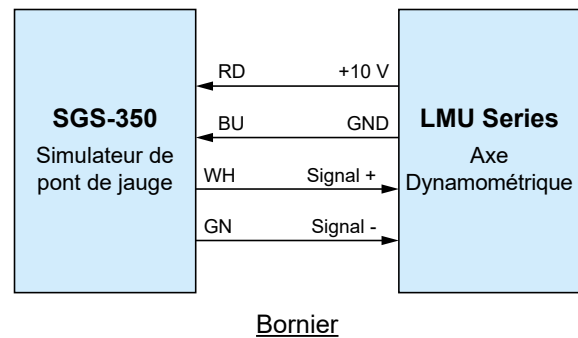 SGS-350
Simulateur de
pont de jauge
RD +10 V
BU GND
WH Signal +
GN Signal -
LMU Series
Axe
Dynamométrique
Bornier